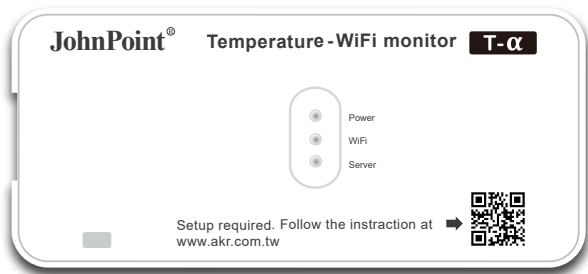 JohnPoint® Temperature-WiFi monitor T-α
Power
WiFi
Server
Setup required. Follow the instraction at
www.akr.com.tw